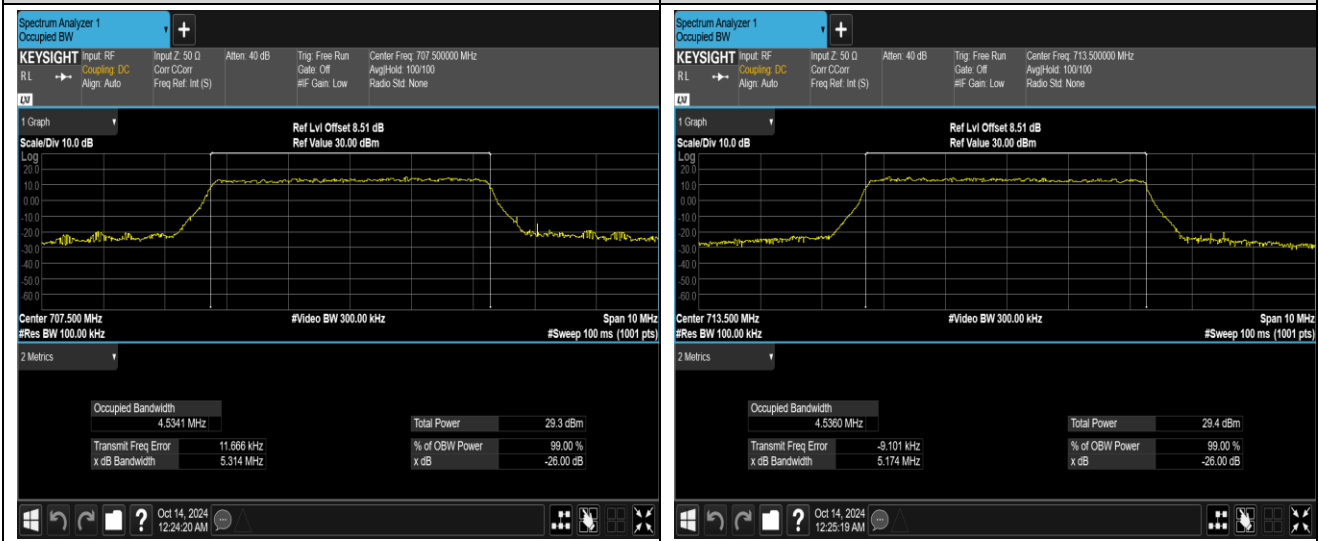 Spectrum Analyzer 1
Occupied BW
+
KEYSIGHT Input: RF Input Z: 50 Ω Atten: 40 dB Trig: Free Run Center Freq: 707.500000 MHz
Coupling: DC Corr CCorr Gate: Off Avg|Hold: 100/100
RL Align: Auto Freq Ref: Int (S) #IF Gain: Low Radio Std: None
LXI
1 Graph
Ref Lvl Offset 8.51 dB
Scale/Div 10.0 dB Ref Value 30.00 dBm
Log
20.0
10.0
0.00
-10.0
-20.0
-30.0
-40.0
-50.0
-60.0
Center 707.500 MHz #Video BW 300.00 kHz Span 10 MHz
#Res BW 100.00 kHz #Sweep 100 ms (1001 pts)
2 Metrics
Occupied Bandwidth
4.5341 MHz Total Power 29.3 dBm
Transmit Freq Error 11.666 kHz % of OBW Power 99.00 %
x dB Bandwidth 5.314 MHz x dB -26.00 dB
?
Oct 14, 2024
12:24:20 AM
Spectrum Analyzer 1
Occupied BW
+
KEYSIGHT Input: RF Input Z: 50 Ω Atten: 40 dB Trig: Free Run Center Freq: 713.500000 MHz
Coupling: DC Corr CCorr Gate: Off Avg|Hold: 100/100
RL Align: Auto Freq Ref: Int (S) #IF Gain: Low Radio Std: None
LXI
1 Graph
Ref Lvl Offset 8.51 dB
Scale/Div 10.0 dB Ref Value 30.00 dBm
Log
20.0
10.0
0.00
-10.0
-20.0
-30.0
-40.0
-50.0
-60.0
Center 713.500 MHz #Video BW 300.00 kHz Span 10 MHz
#Res BW 100.00 kHz #Sweep 100 ms (1001 pts)
2 Metrics
Occupied Bandwidth
4.5360 MHz Total Power 29.4 dBm
Transmit Freq Error -9.101 kHz % of OBW Power 99.00 %
x dB Bandwidth 5.174 MHz x dB -26.00 dB
?
Oct 14, 2024
12:25:19 AM